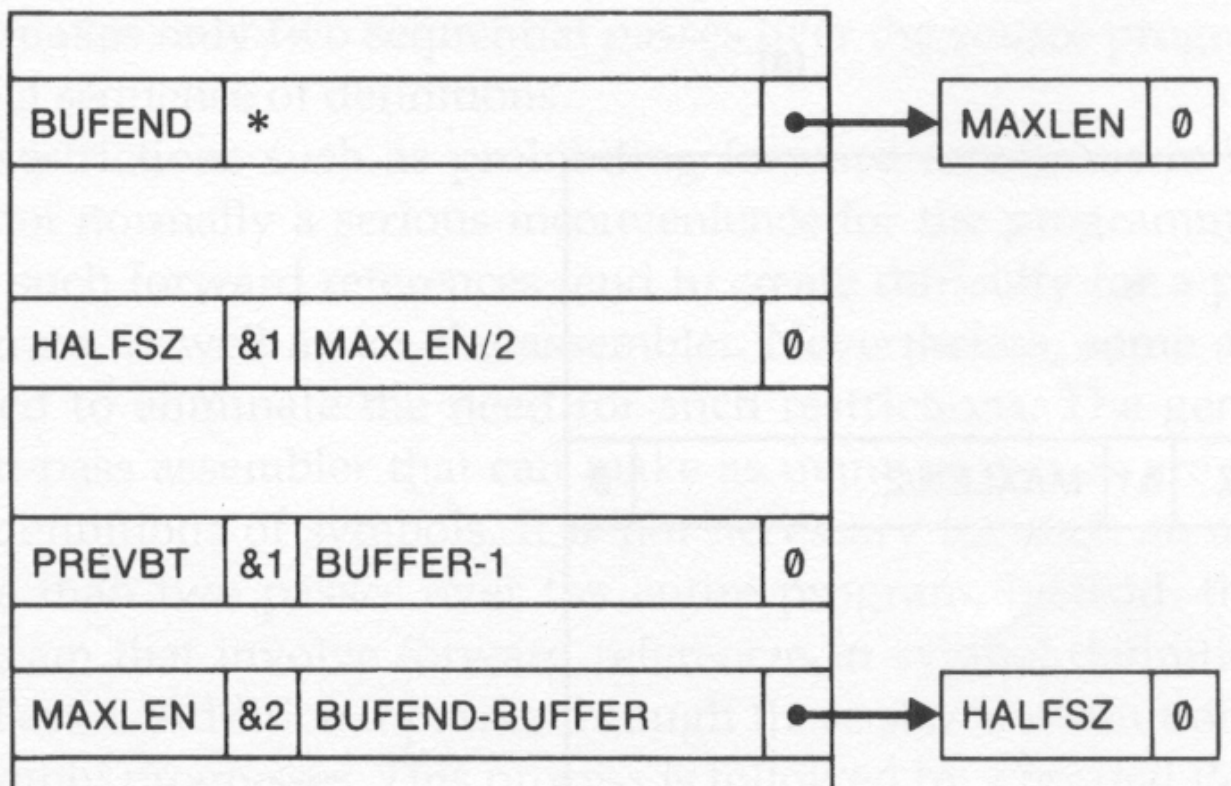 BUFEND * MAXLEN Ø
HALFSZ &1 MAXLEN/2 Ø
PREVBT &1 BUFFER-1 Ø
MAXLEN &2 BUFEND-BUFFER HALFSZ Ø